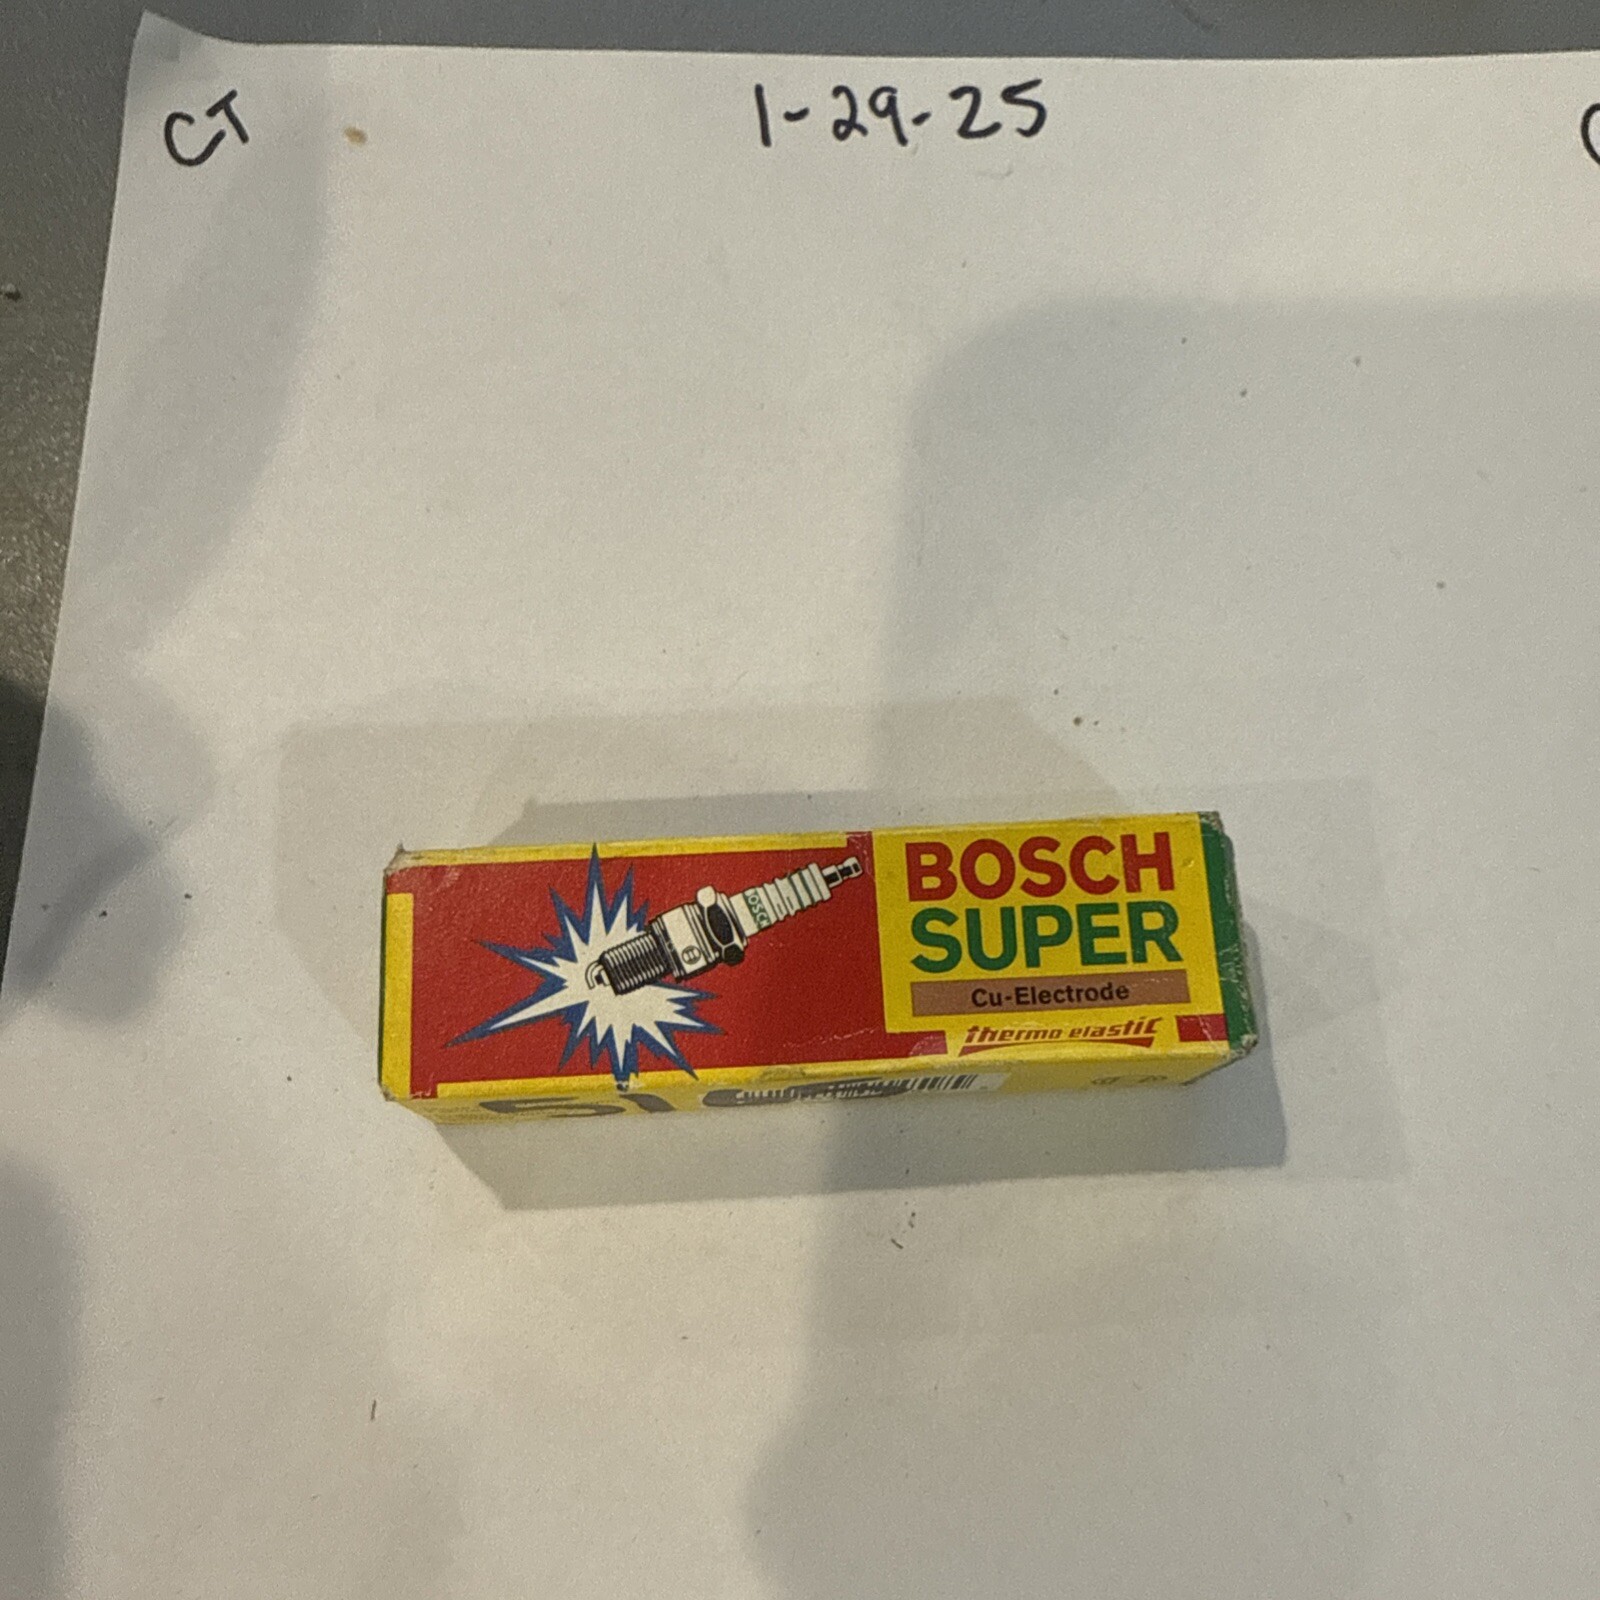 CT
1-29-25
BOSCH
SUPER
Cu-Electrode
thermo elastic